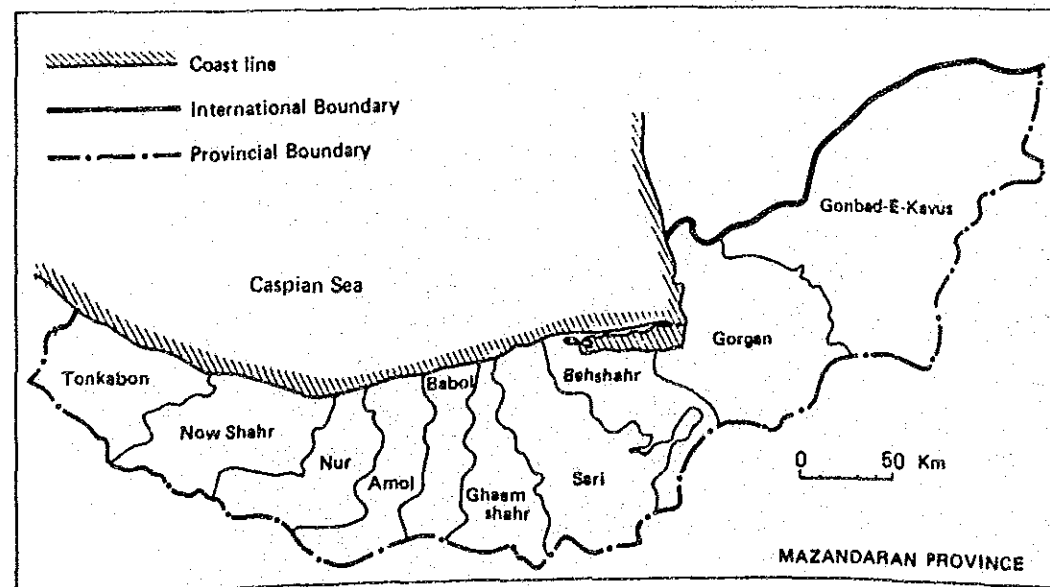 Coast line
International Boundary
Provincial Boundary
Gonbad-E-Kavus
Caspian Sea
Gorgan
Tonkabon
Babol
Behshahr
Now Shahr
Nur
Amol
Ghaem
shahr
Sari
0 50 Km
MAZANDARAN PROVINCE